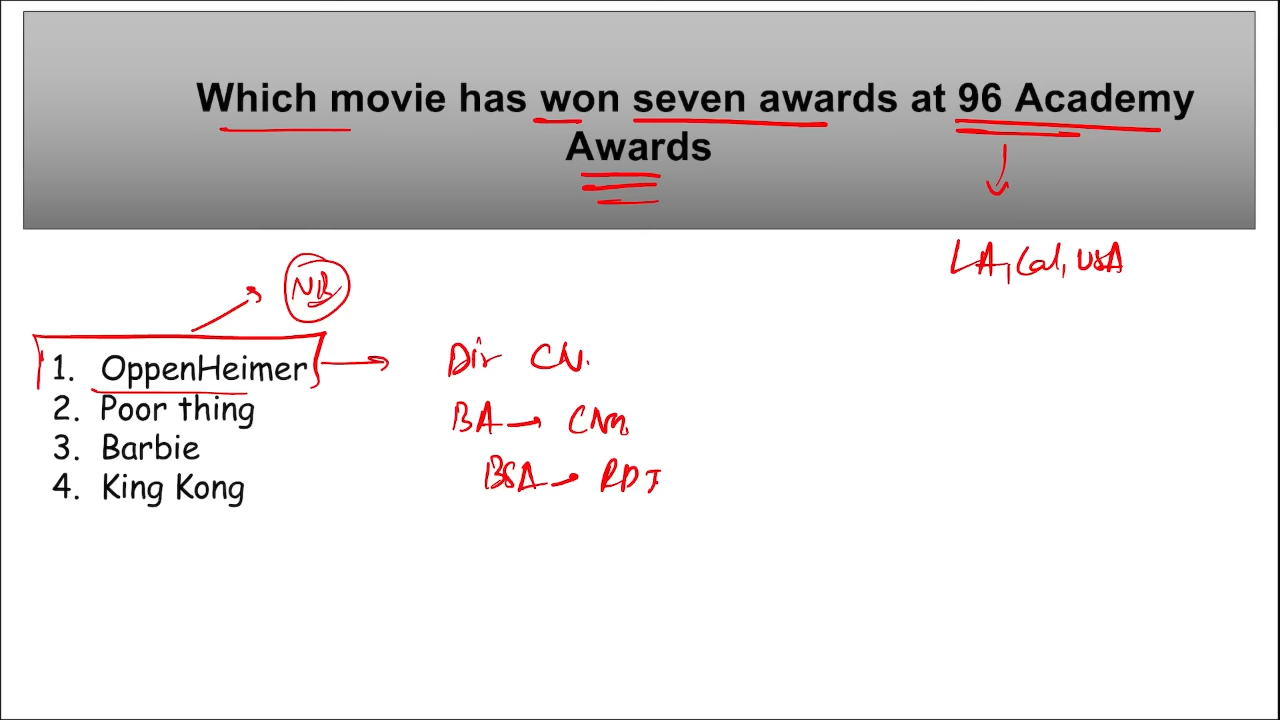 Which movie has won seven awards at 96 Academy
Awards
LA, Cal, USA
NB
1. OppenHeimer
Dir CN.
2. Poor thing
BA → CM
3. Barbie
BSA → RDJ
4. King Kong